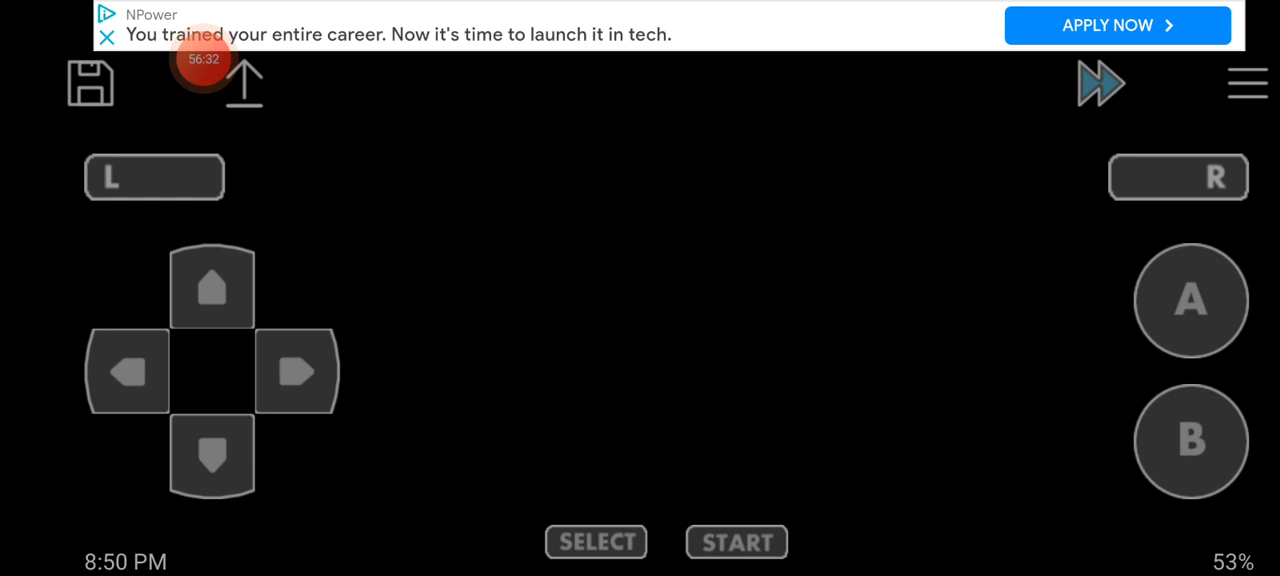 NPower
You trained your entire career. Now it's time to launch it in tech.
APPLY NOW
56:32
L
R
A
B
SELECT
START
8:50 PM
53%